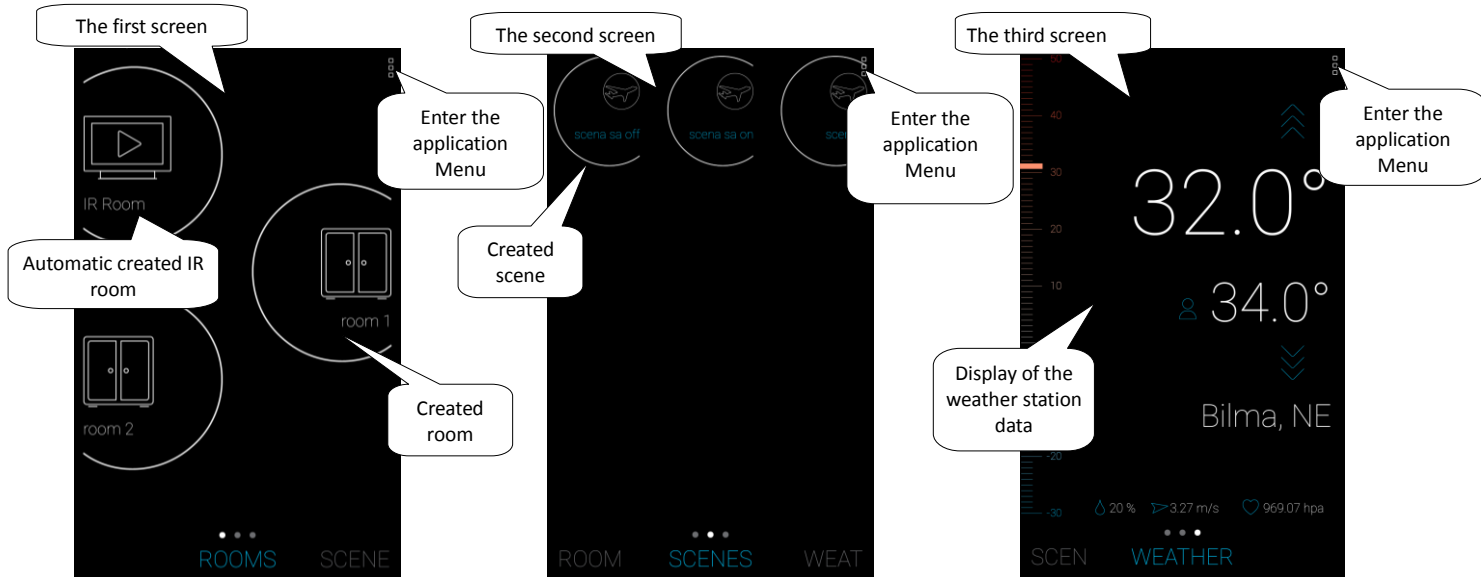 The first screen
Enter the
application
Menu
IR Room
Automatic created IR
room
room 1
Created
room
room 2
ROOMS
SCENE
The second screen
scena sa off
scena sa on
scen
Enter the
application
Menu
Created
scene
ROOM
SCENES
WEAT
The third screen
50
40
30
20
10
-20
-30
Enter the
application
Menu
32.0°
34.0°
Display of the
weather station
data
Bilma, NE
20 %
3.27 m/s
969.07 hpa
SCEN
WEATHER